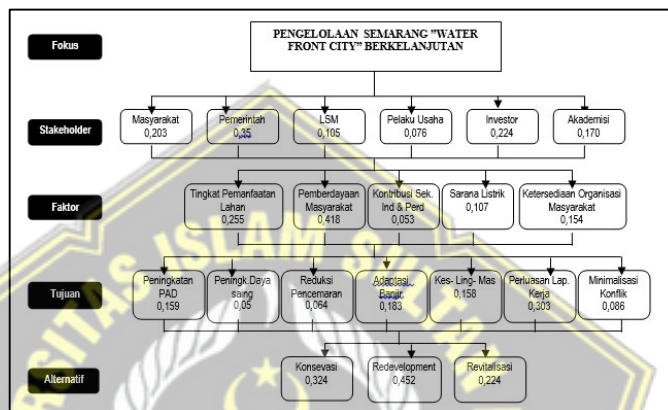 Fokus
PENGELOLAAN SEMARANG "WATER
FRONT CITY" BERKELANJUTAN
Stakeholder
Masyarakat
0,203
Pemerintah
0,35
LSM
0,105
Pelaku Usaha
0,076
Investor
0,224
Akademisi
0,170
Faktor
Tingkat Pemanfaatan
Lahan
0,255
Pemberdayaan
Masyarakat
0,418
Kontribusi Sek.
Ind & Perd
0,053
Sarana Listrik
0,107
Ketersediaan Organisasi
Masyarakat
0,154
Tujuan
Peningkatan
PAD
0,159
Peningk.Daya
saing
0,05
Reduksi
Pencemaran
0,064
Adaptasi
Banjir
0,183
Kes- Ling- Mas
0,158
Perluasan Lap.
Kerja
0,303
Minimalisasi
Konflik
0,086
Alternatif
Konsevasi
0,324
Redevelopment
0,452
Revitalisasi
0,224
ISLAM SULTAN